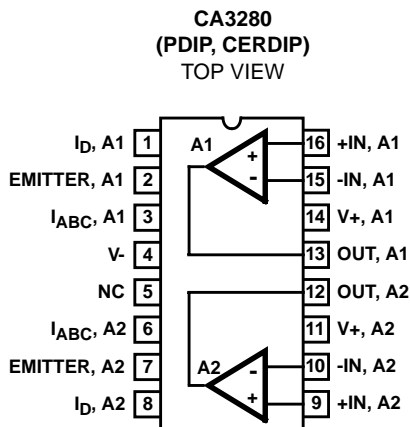 CA3280
(PDIP, CERDIP)
TOP VIEW
ID, A1 1
EMITTER, A1 2
IABC, A1 3
V- 4
NC 5
IABC, A2 6
EMITTER, A2 7
ID, A2 8
A1
+
-
16 +IN, A1
15 -IN, A1
14 V+, A1
13 OUT, A1
12 OUT, A2
11 V+, A2
10 -IN, A2
9 +IN, A2
A2
-
+